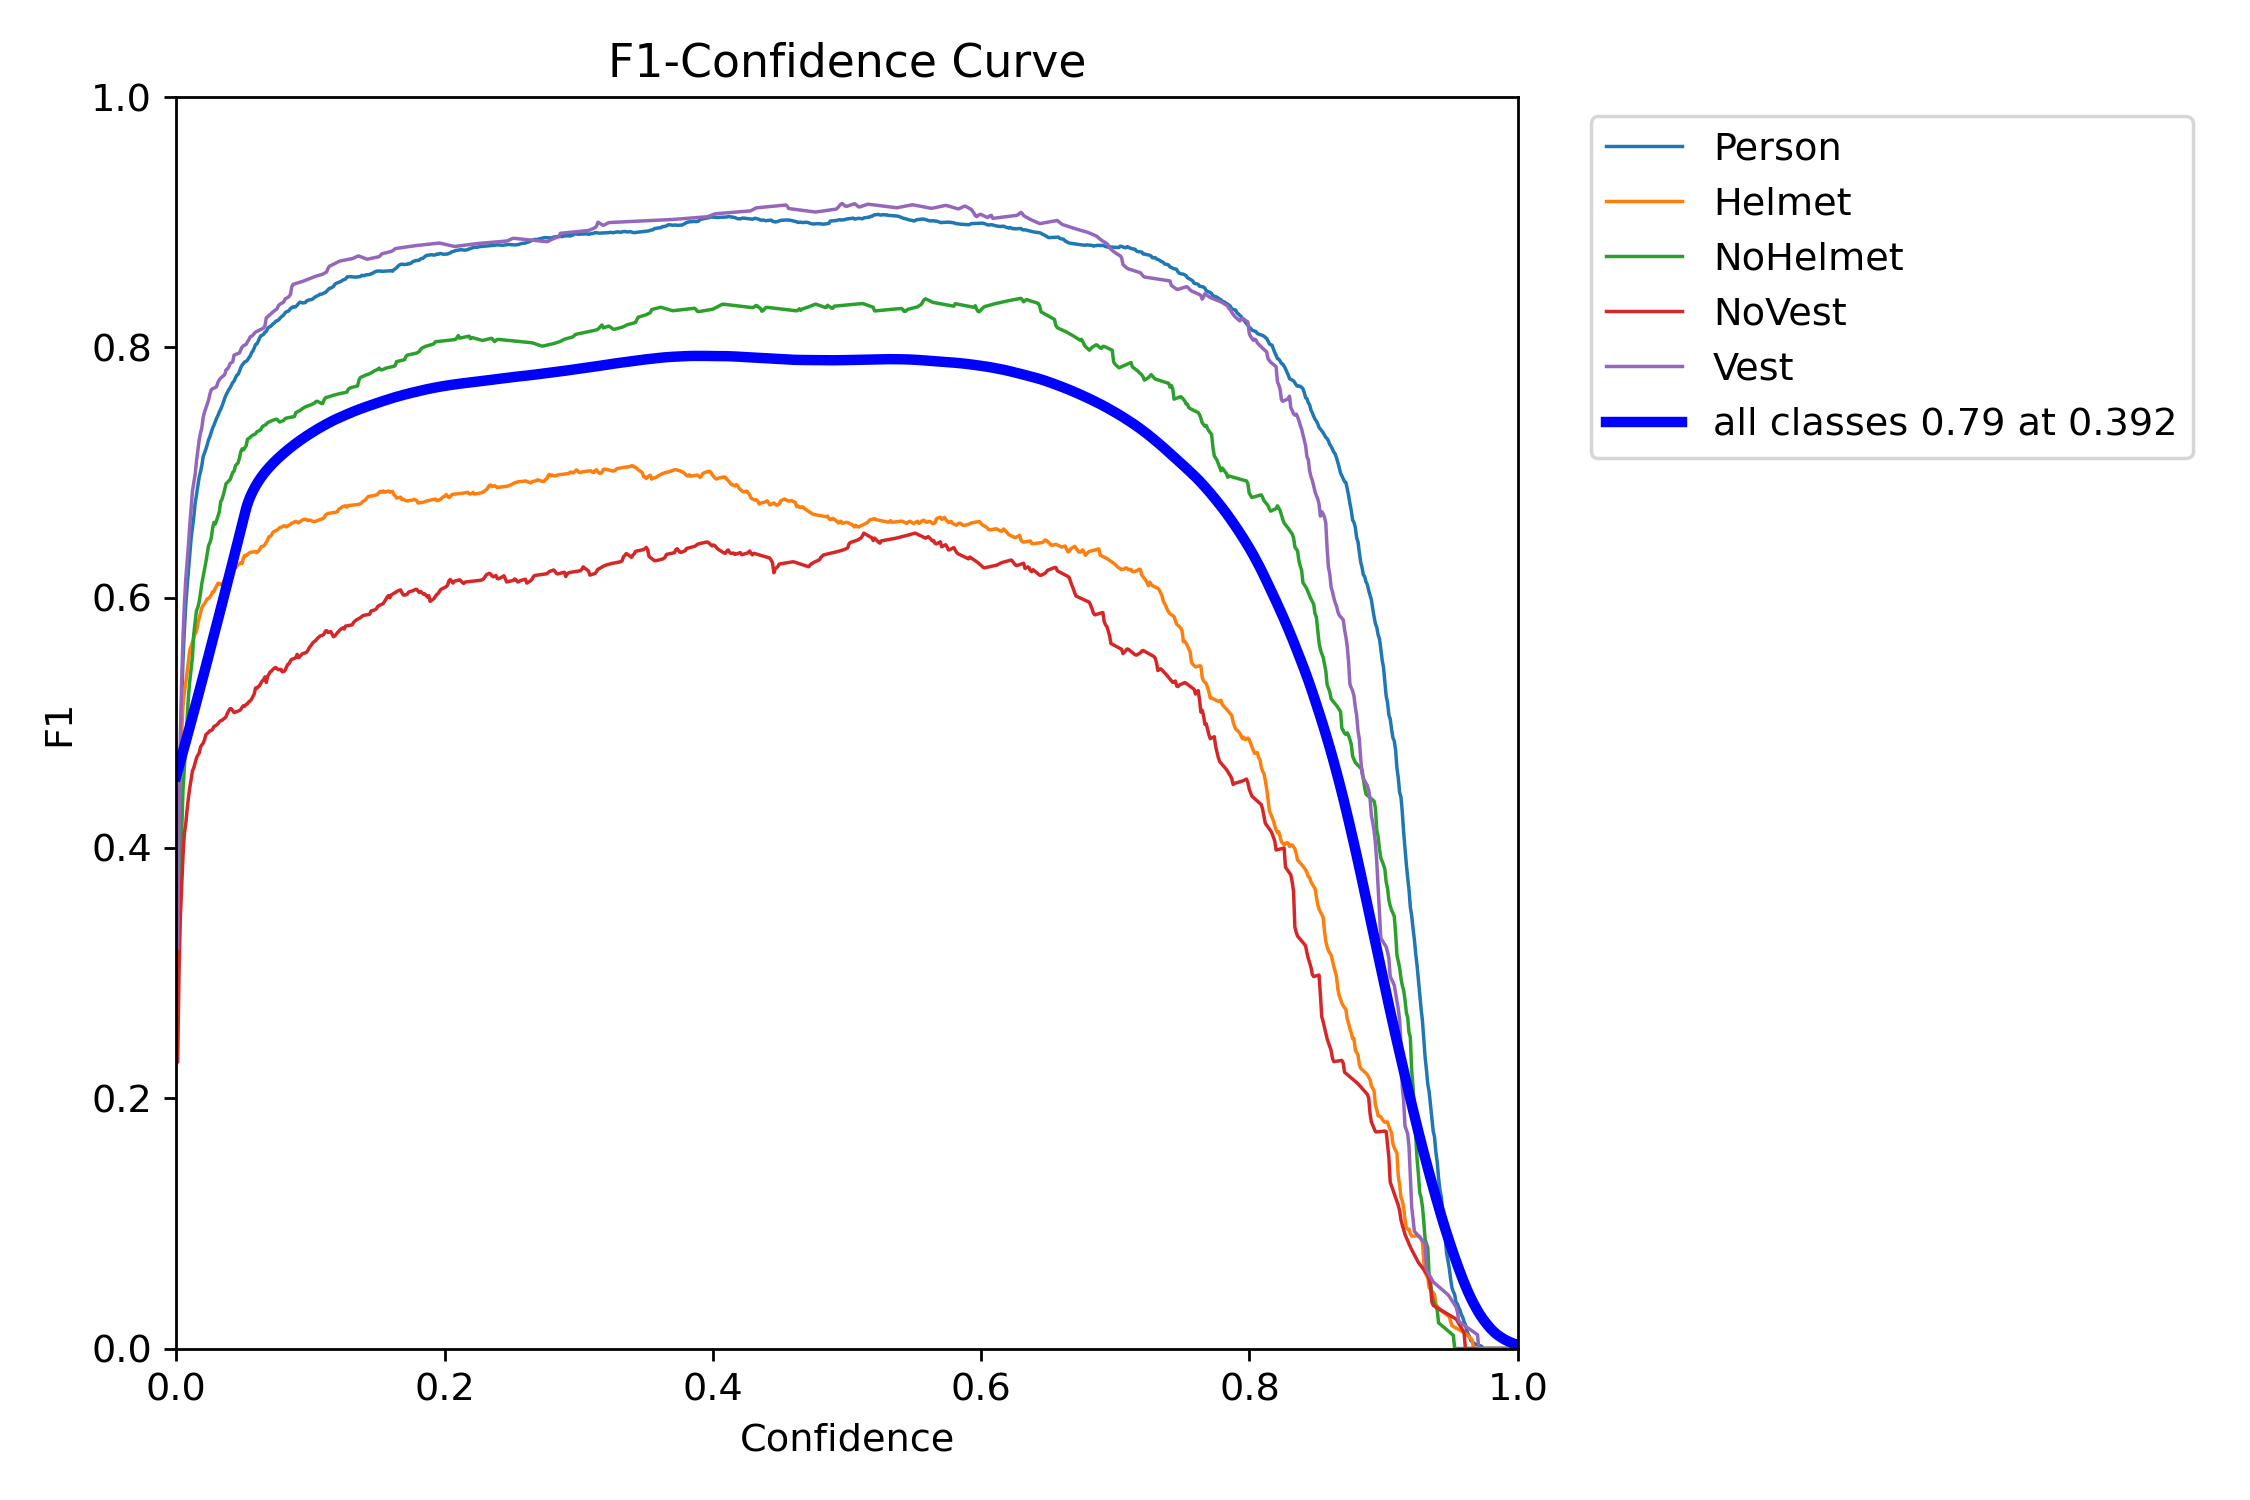 F1-Confidence Curve
1.0
0.8
0.6
0.4
0.2
0.0
F1
0.0 0.2 0.4 0.6 0.8 1.0
Confidence
Person
Helmet
NoHelmet
NoVest
Vest
all classes 0.79 at 0.392